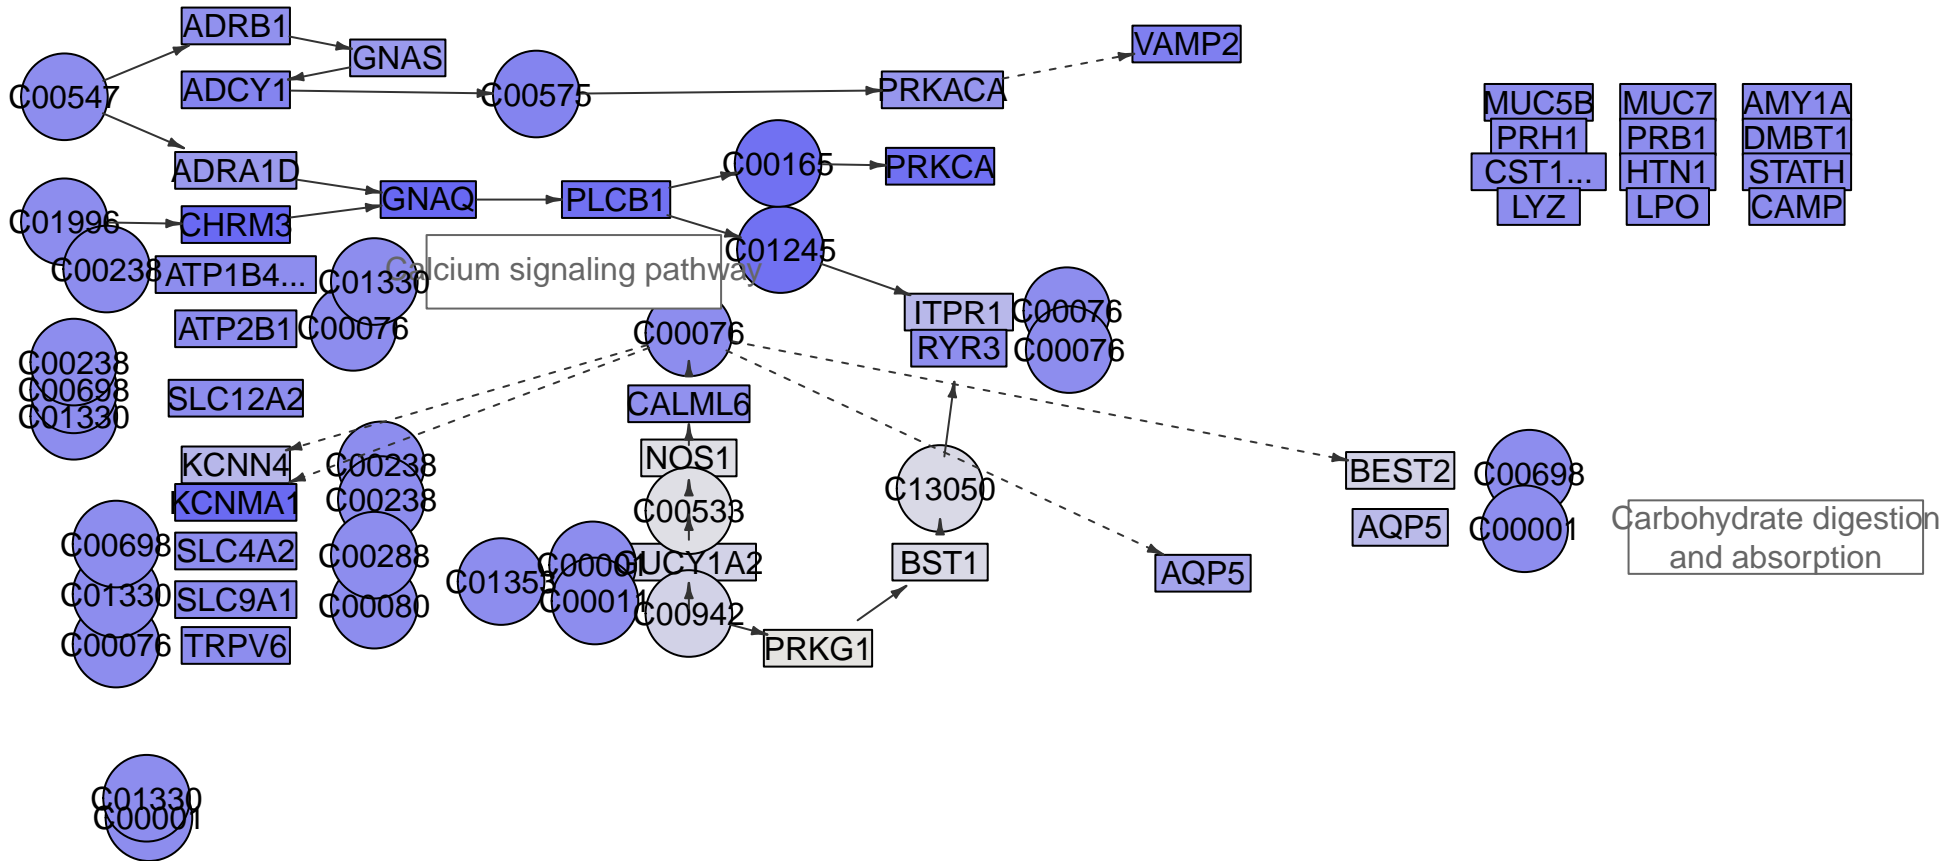 ADRB1
GNAS
VAMP2
C00547
ADCY1
C00575
PRKACA
MUC5B
MUC7
AMY1A
PRH1
PRB1
DMBT1
ADRA1D
C00165
PRKCA
CST1...
HTN1
STATH
GNAQ
PLCB1
LYZ
LPO
CAMP
C01996
CHRM3
C01245
C00238
ATP1B4...
C01330
Calcium signaling pathway
ATP2B1
C00076
C00076
ITPR1
C00076
RYR3
C00076
C00238
C00698
C01330
SLC12A2
CALML6
KCNN4
C00238
NOS1
BEST2
C00698
KCNMA1
C00238
C00533
C13050
AQP5
C00001
Carbohydrate digestion
and absorption
C00698
SLC4A2
C00288
C01353
C00001
GUCY1A2
BST1
AQP5
C01330
SLC9A1
C00080
C00011
C00942
C00076
TRPV6
PRKG1
C01330
C00001